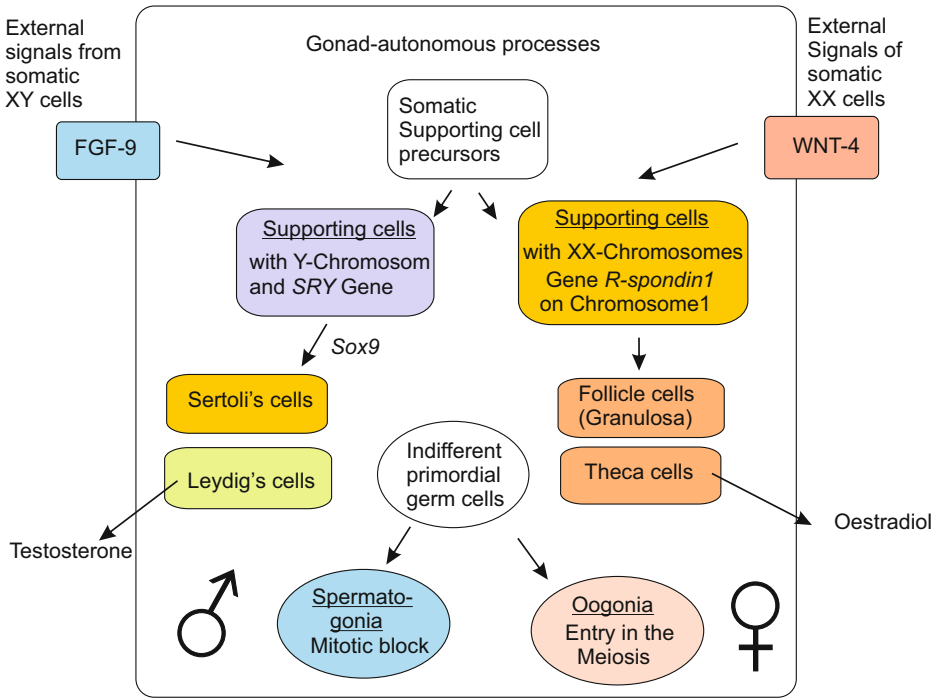 External
signals from
somatic
XY cells
Gonad-autonomous processes
External
Signals of
somatic
XX cells
FGF-9
Somatic
Supporting cell
precursors
WNT-4
Supporting cells
with Y-Chromosom
and SRY Gene
Supporting cells
with XX-Chromosomes
Gene R-spondin1
on Chromosome1
Sox9
Sertoli's cells
Follicle cells
(Granulosa)
Leydig's cells
Indifferent
primordial
germ cells
Theca cells
Testosterone
Oestradiol
Spermato-
gonia
Mitotic block
Oogonia
Entry in the
Meiosis